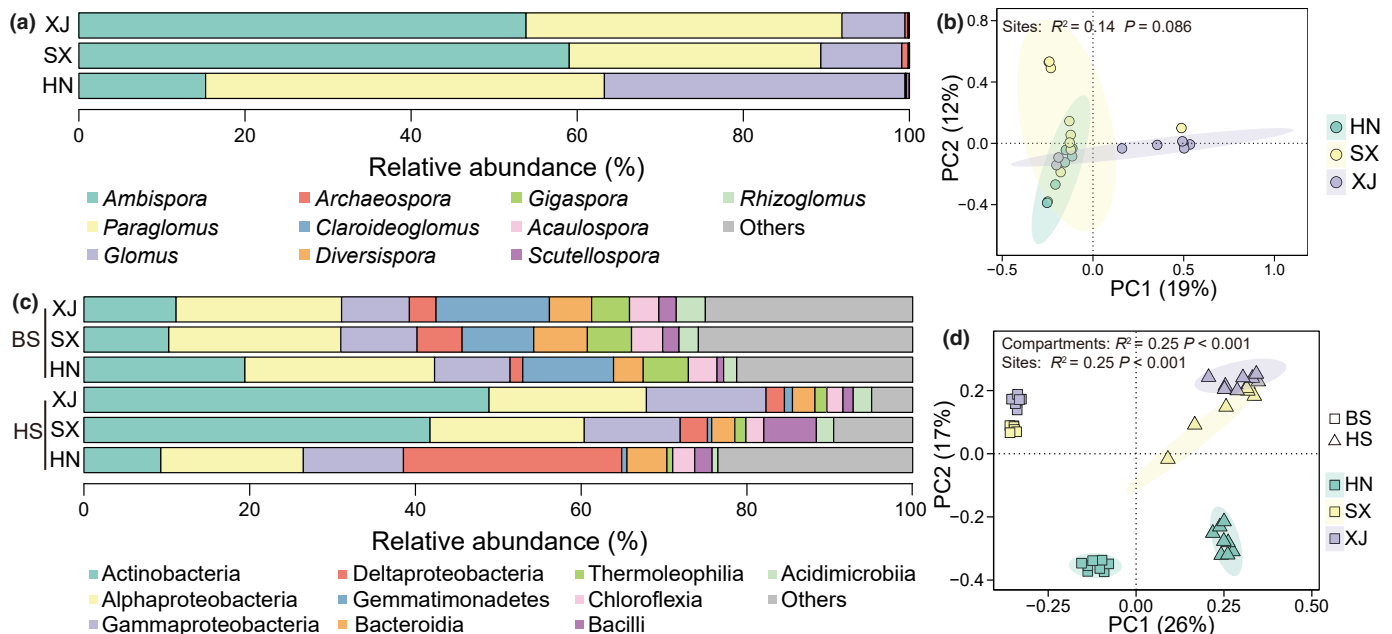 (a)
XJ
SX
HN
0 20 40 60 80 100
Relative abundance (%)
Ambispora Archaeospora Gigaspora Rhizoglomus
Paraglomus Claroideoglomus Acaulospora Others
Glomus Diversispora Scutellospora
(b)
Sites: R² = 0.14 P = 0.086
0.8
0.4
0.0
−0.4
PC2 (12%)
−0.5 0.0 0.5 1.0
PC1 (19%)
HN
SX
XJ
(c)
BS
XJ
SX
HN
HS
XJ
SX
HN
0 20 40 60 80 100
Relative abundance (%)
Actinobacteria Deltaproteobacteria Thermoleophilia Acidimicrobiia
Alphaproteobacteria Gemmatimonadetes Chloroflexia Others
Gammaproteobacteria Bacteroidia Bacilli
(d)
Compartments: R² = 0.25 P < 0.001
Sites: R² = 0.25 P < 0.001
0.2
0.0
−0.2
−0.4
PC2 (17%)
−0.25 0.00 0.25 0.50
PC1 (26%)
BS
HS
HN
SX
XJ